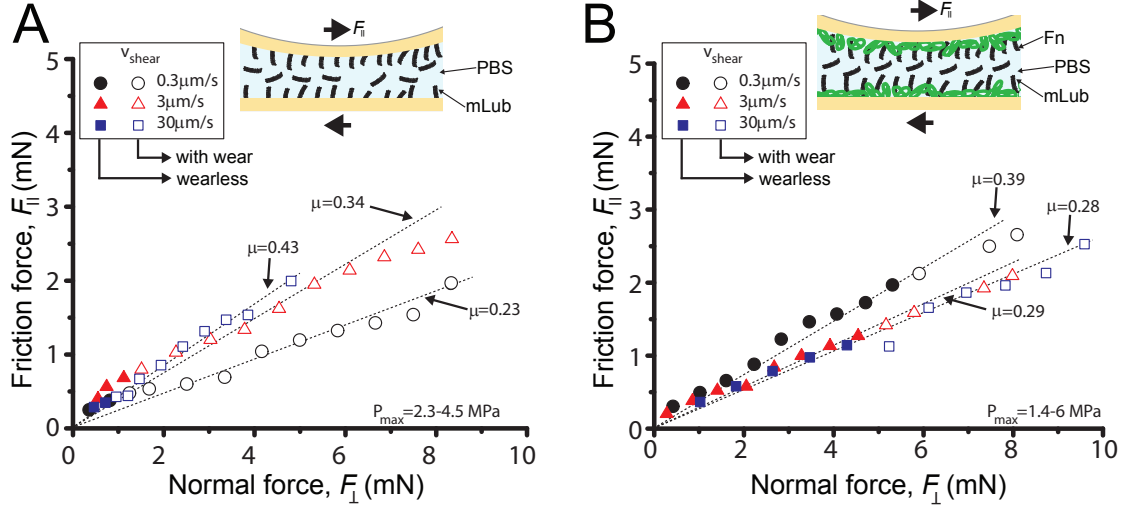 A
F||
PBS
mLub
vshear
0.3μm/s
3μm/s
30μm/s
with wear
wearless
μ=0.34
μ=0.43
μ=0.23
Pmax=2.3-4.5 MPa
5
4
3
2
1
0
0 2 4 6 8 10
Friction force, F|| (mN)
Normal force, F⊥ (mN)
B
F||
Fn
PBS
mLub
vshear
0.3μm/s
3μm/s
30μm/s
with wear
wearless
μ=0.39
μ=0.28
μ=0.29
Pmax=1.4-6 MPa
5
4
3
2
1
0
0 2 4 6 8 10
Friction force, F|| (mN)
Normal force, F⊥ (mN)